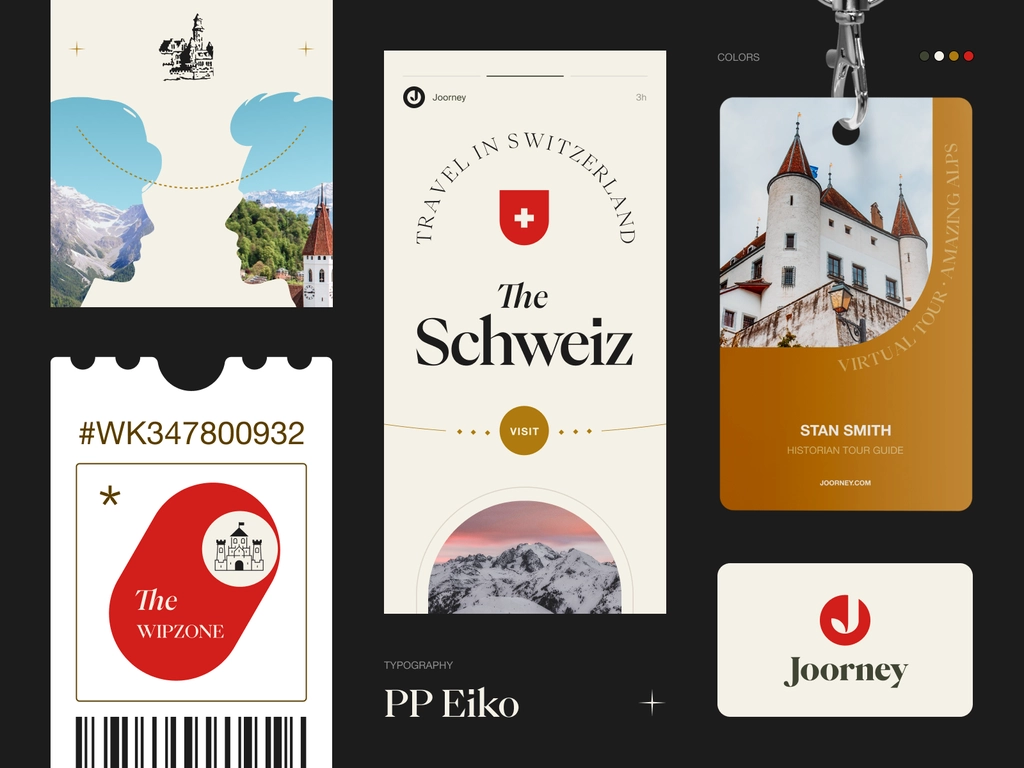 #WK347800932
*
The
WIPZONE
Joorney
3h
TRAVEL IN SWITZERLAND
The
Schweiz
VISIT
TYPOGRAPHY
PP Eiko
COLORS
VIRTUAL TOUR · AMAZING ALPS
STAN SMITH
HISTORIAN TOUR GUIDE
JOORNEY.COM
Joorney